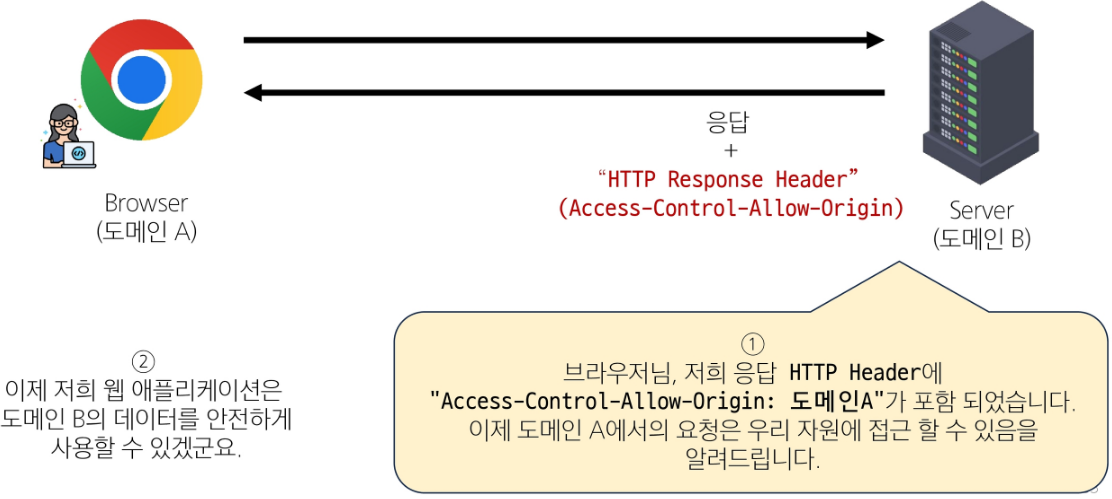 응답
+
“HTTP Response Header”
(Access-Control-Allow-Origin)
Browser
(도메인 A)
Server
(도메인 B)
①
브라우저님, 저희 응답 HTTP Header에
"Access-Control-Allow-Origin: 도메인A"가 포함 되었습니다.
이제 도메인 A에서의 요청은 우리 자원에 접근 할 수 있음을
알려드립니다.
②
이제 저희 웹 애플리케이션은
도메인 B의 데이터를 안전하게
사용할 수 있겠군요.